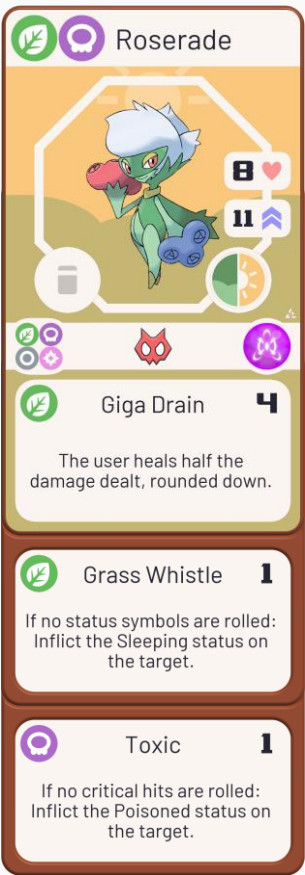 Roserade
8
11
Giga Drain 4
The user heals half the
damage dealt, rounded down.
Grass Whistle 1
If no status symbols are rolled:
Inflict the Sleeping status on
the target.
Toxic 1
If no critical hits are rolled:
Inflict the Poisoned status on
the target.